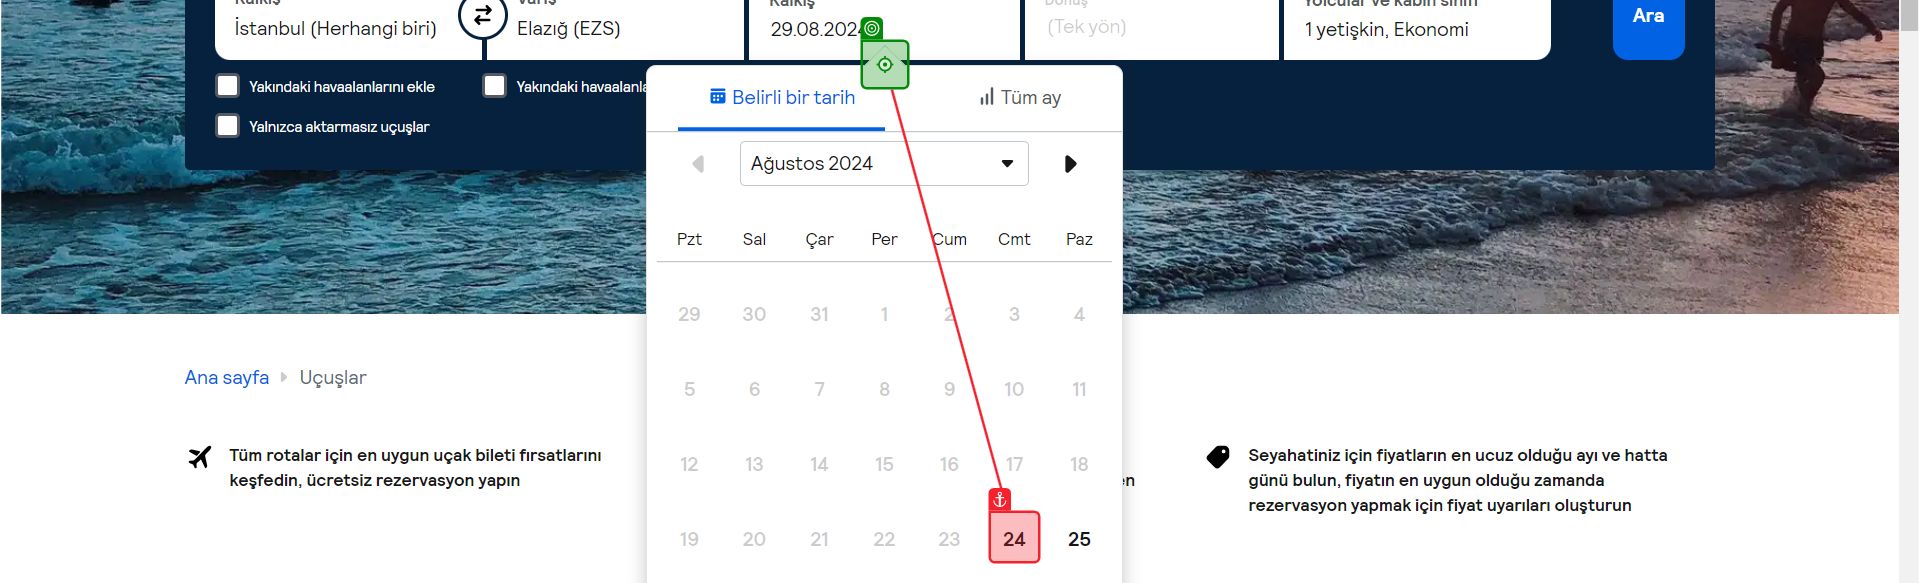 Kalkış
Varış
Kalkış
Dönüş
Yolcular ve kabin sınıfı
İstanbul (Herhangi biri)
Elazığ (EZS)
29.08.2024
(Tek yön)
1 yetişkin, Ekonomi
Ara
Yakındaki havaalanlarını ekle
Yakındaki
Yalnızca aktarmasız uçuşlar
Belirli bir tarih
Tüm ay
Ağustos 2024
Pzt Sal Çar Per Cum Cmt Paz
29 30 31 1 2 3 4
5 6 7 8 9 10 11
12 13 14 15 16 17 18
19 20 21 22 23 24 25
Ana sayfa Uçuşlar
Tüm rotalar için en uygun uçak bileti fırsatlarını
keşfedin, ücretsiz rezervasyon yapın
Seyahatiniz için fiyatların en ucuz olduğu ayı ve hatta
günü bulun, fiyatın en uygun olduğu zamanda
rezervasyon yapmak için fiyat uyarıları oluşturun